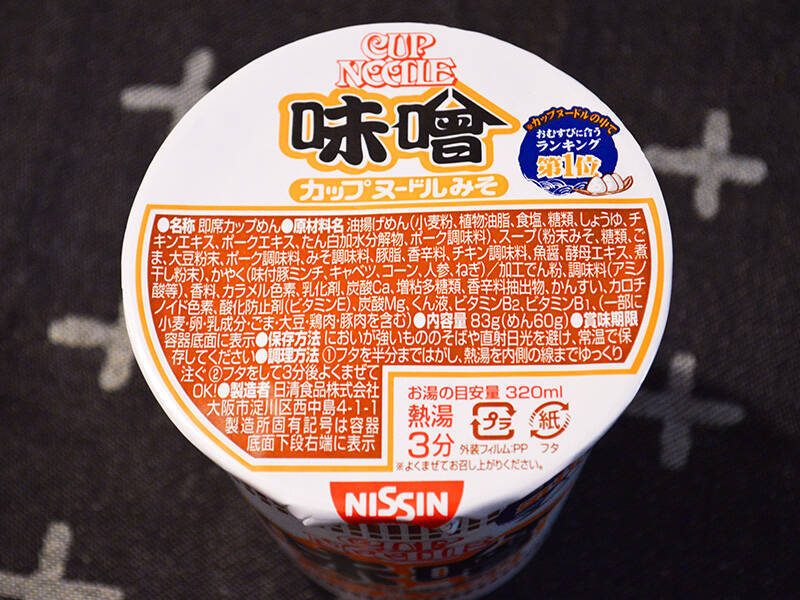 CUP
NOODLE
味噌
カップヌードルみそ
※カップヌードルの中で
おむすびに合う
ランキング
第1位
●名称 即席カップめん●原材料名 油揚げめん(小麦粉、植物油脂、食塩、糖類、しょうゆ、チ
キンエキス、ポークエキス、たん白加水分解物、ポーク調味料)、スープ(粉末みそ、糖類、ご
ま、大豆粉末、ポーク調味料、みそ調味料、豚脂、香辛料、チキン調味料、魚醤、酵母エキス、煮
干し粉末)、かやく(味付豚ミンチ、キャベツ、コーン、人参、ねぎ)/加工でん粉、調味料(アミノ
酸等)、香料、カラメル色素、乳化剤、炭酸Ca、増粘多糖類、香辛料抽出物、かんすい、カロチ
ノイド色素、酸化防止剤(ビタミンE)、炭酸Mg、くん液、ビタミンB2、ビタミンB1、(一部に
小麦・卵・乳成分・ごま・大豆・鶏肉・豚肉を含む)●内容量 83g(めん60g)●賞味期限
容器底面に表示●保存方法 においが強いもののそばや直射日光を避け、常温で保
存してください●調理方法 ①フタを半分まではがし、熱湯を内側の線までゆっくり
注ぐ ②フタをして3分後よくまぜて
OK!●製造者 日清食品株式会社
大阪市淀川区西中島4-1-1
製造所固有記号は容器
底面下段右端に表示
お湯の目安量 320ml
熱湯
3分
プラ
紙
外装フィルム:PP フタ
※よくまぜてお召し上がりください。
NISSIN
CUP
NOODLE